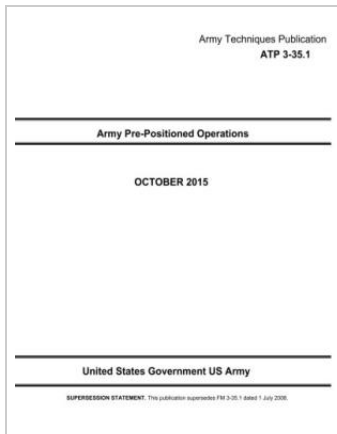 Army Techniques Publication
ATP 3-35.1
Army Pre-Positioned Operations
OCTOBER 2015
United States Government US Army
SUPERSESSION STATEMENT. This publication supersedes FM 3-35.1 dated 1 July 2008.